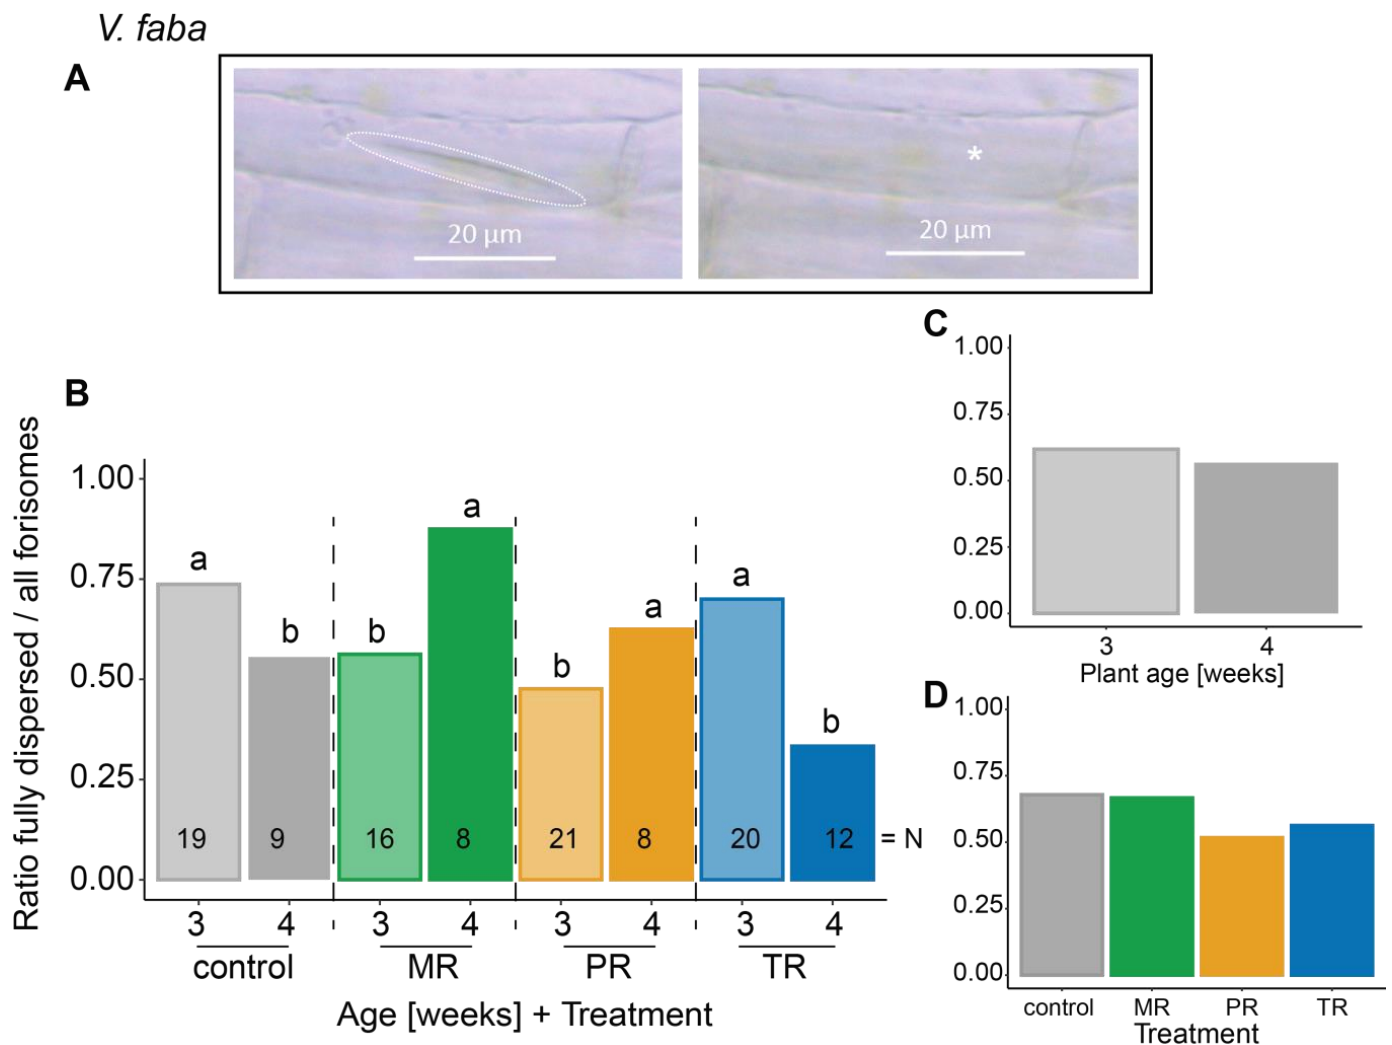 V. faba
A
20 µm
*
20 µm
B
Ratio fully dispersed / all forisomes
1.00
0.75
0.50
0.25
0.00
a
b
b
a
b
a
a
b
19
9
16
8
21
8
20
12
= N
3
4
3
4
3
4
3
4
control
MR
PR
TR
Age [weeks] + Treatment
C
1.00
0.75
0.50
0.25
0.00
3
4
Plant age [weeks]
D
1.00
0.75
0.50
0.25
0.00
control
MR
PR
TR
Treatment